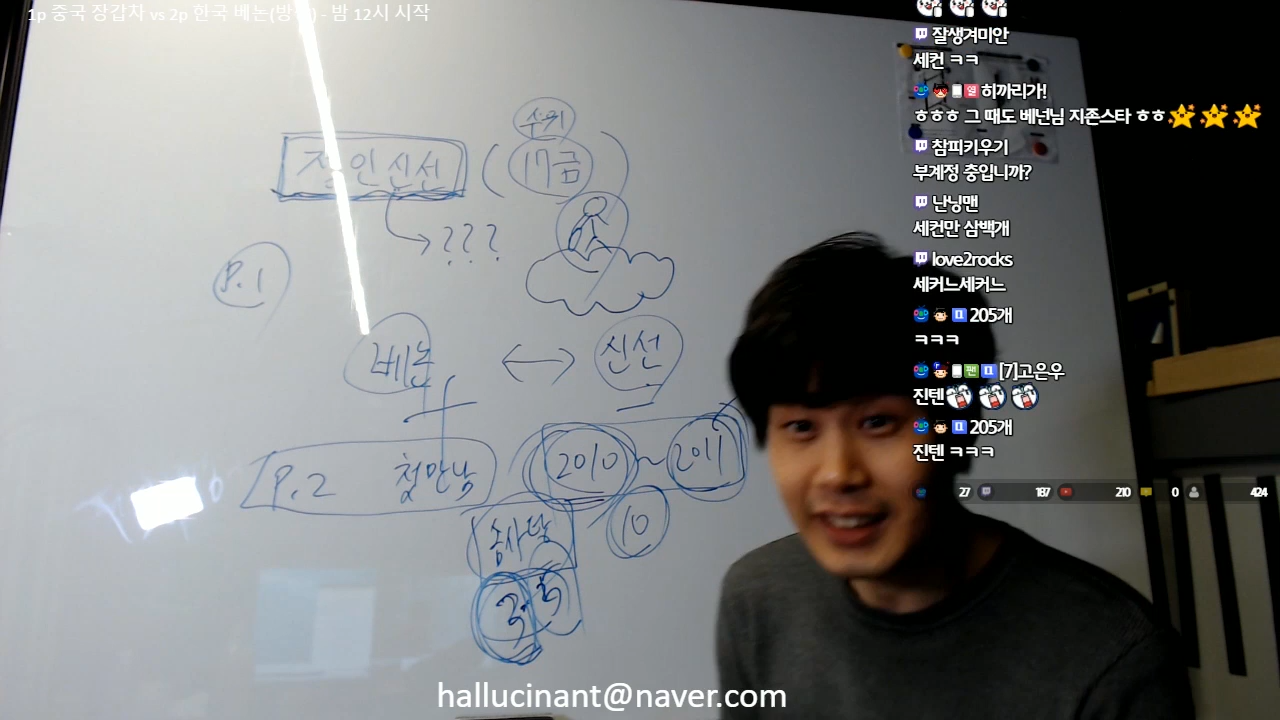 1p 중국 장갑차 vs 2p 한국 베는(방송) - 밤 12시 시작
잘생겨미안
세컨 ㅋㅋ
히까리가!
ㅎㅎㅎ 그 때도 베넌님 지존스타 ㅎㅎ
참피키우기
부계정 충입니까?
난닝맨
세컨만 삼백개
love2rocks
세커느세커느
205개
ㅋㅋㅋ
[7]고은우
진텐
205개
진텐 ㅋㅋㅋ
27 187 210 0 424
수위
절인신선 (17금)
???
P.1
베는 ↔ 신선
P.2 첫만남 2010~2011
10
hallucinant@naver.com